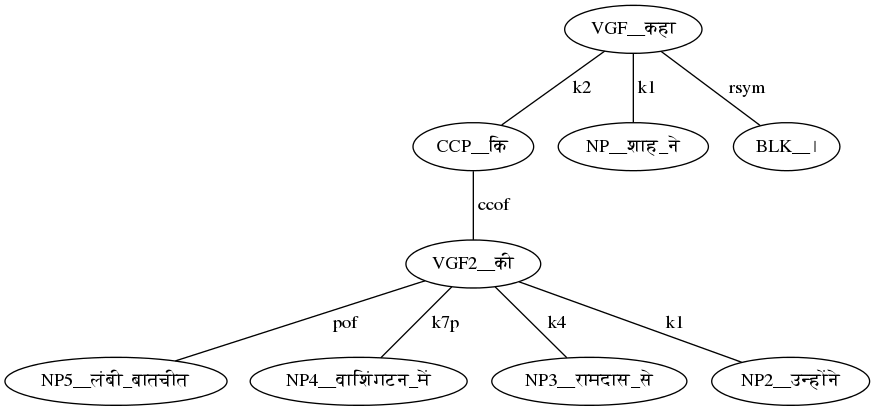 VGF__कहा
k2 k1 rsym
CCP__कि NP__शाह_ने BLK__।
ccof
VGF2__की
pof k7p k4 k1
NP5__लंबी_बातचीत NP4__वाशिंगटन_में NP3__रामदास_से NP2__उन्होंने